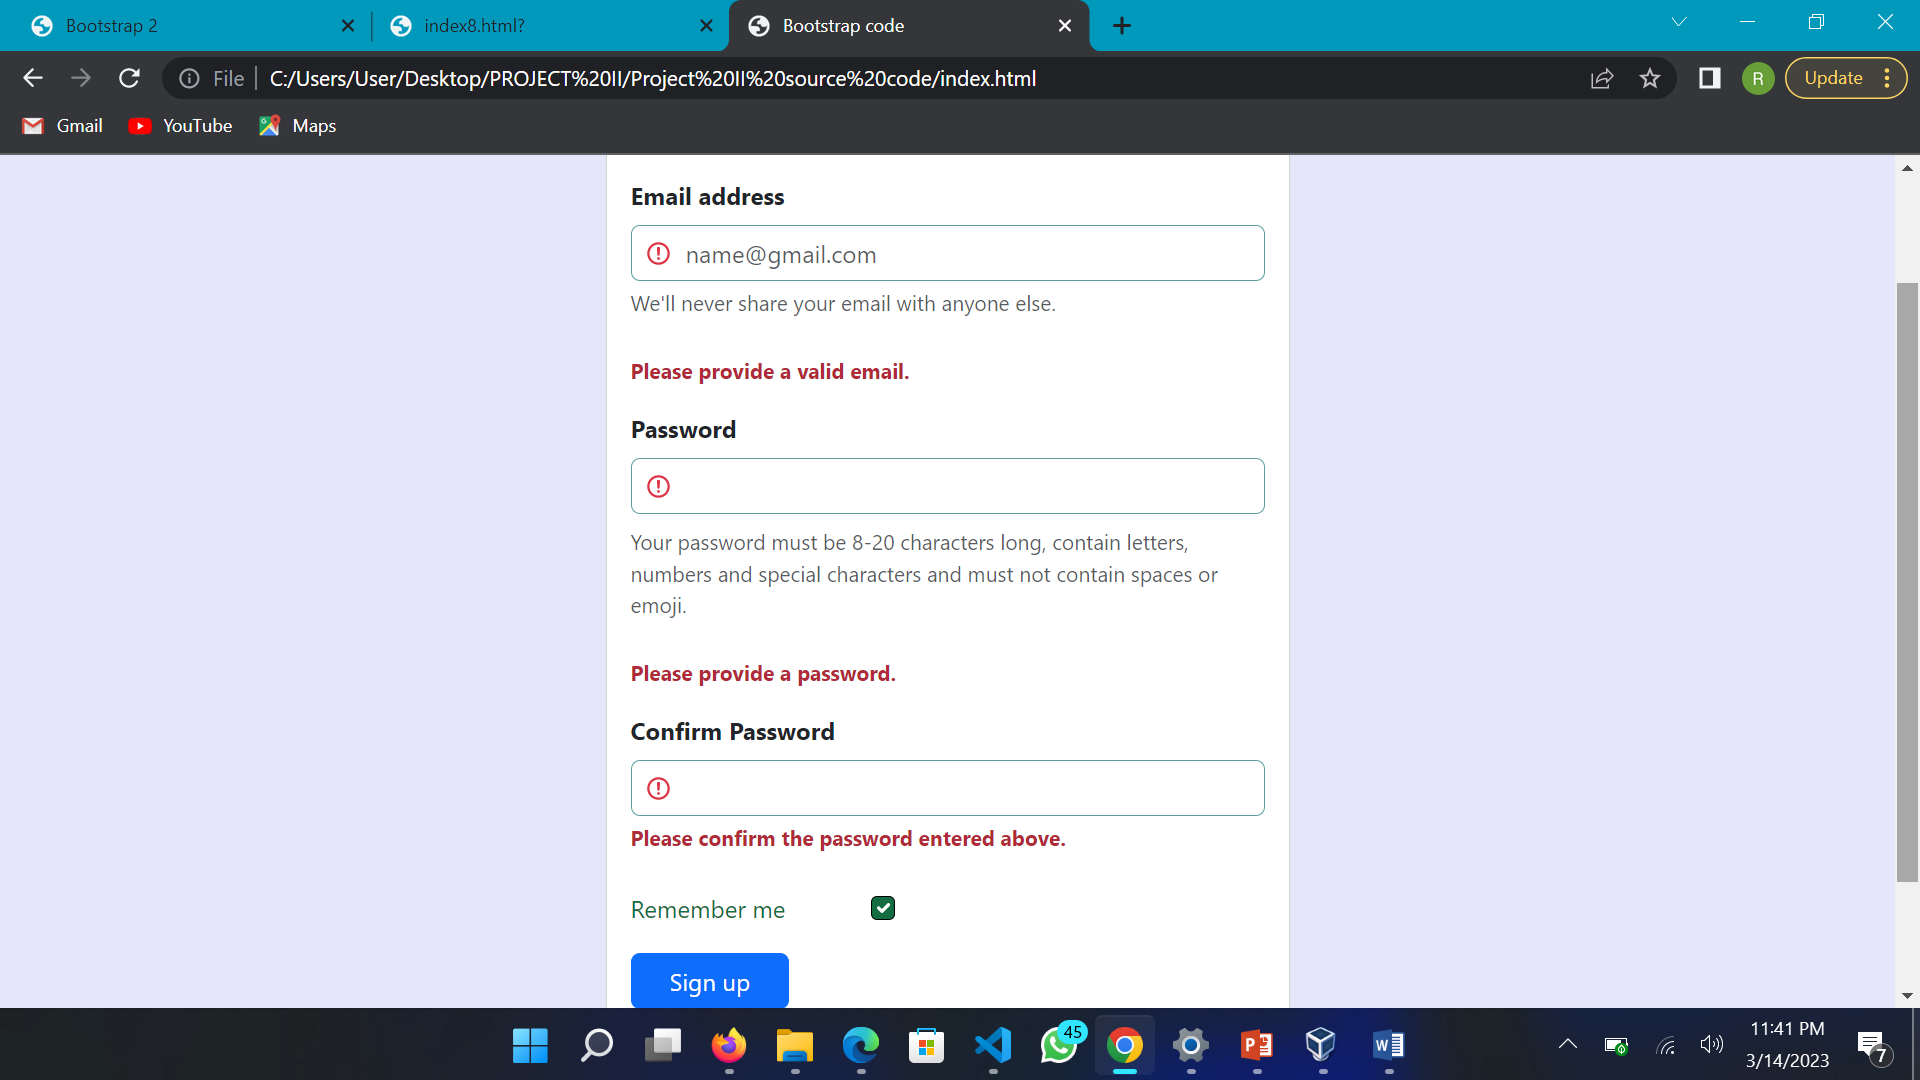 Bootstrap 2
index8.html?
Bootstrap code
File
C:/Users/User/Desktop/PROJECT%20II/Project%20II%20source%20code/index.html
R
Update
Gmail
YouTube
Maps
Email address
name@gmail.com
We'll never share your email with anyone else.
Please provide a valid email.
Password
Your password must be 8-20 characters long, contain letters,
numbers and special characters and must not contain spaces or
emoji.
Please provide a password.
Confirm Password
Please confirm the password entered above.
Remember me
Sign up
45
11:41 PM
3/14/2023
7